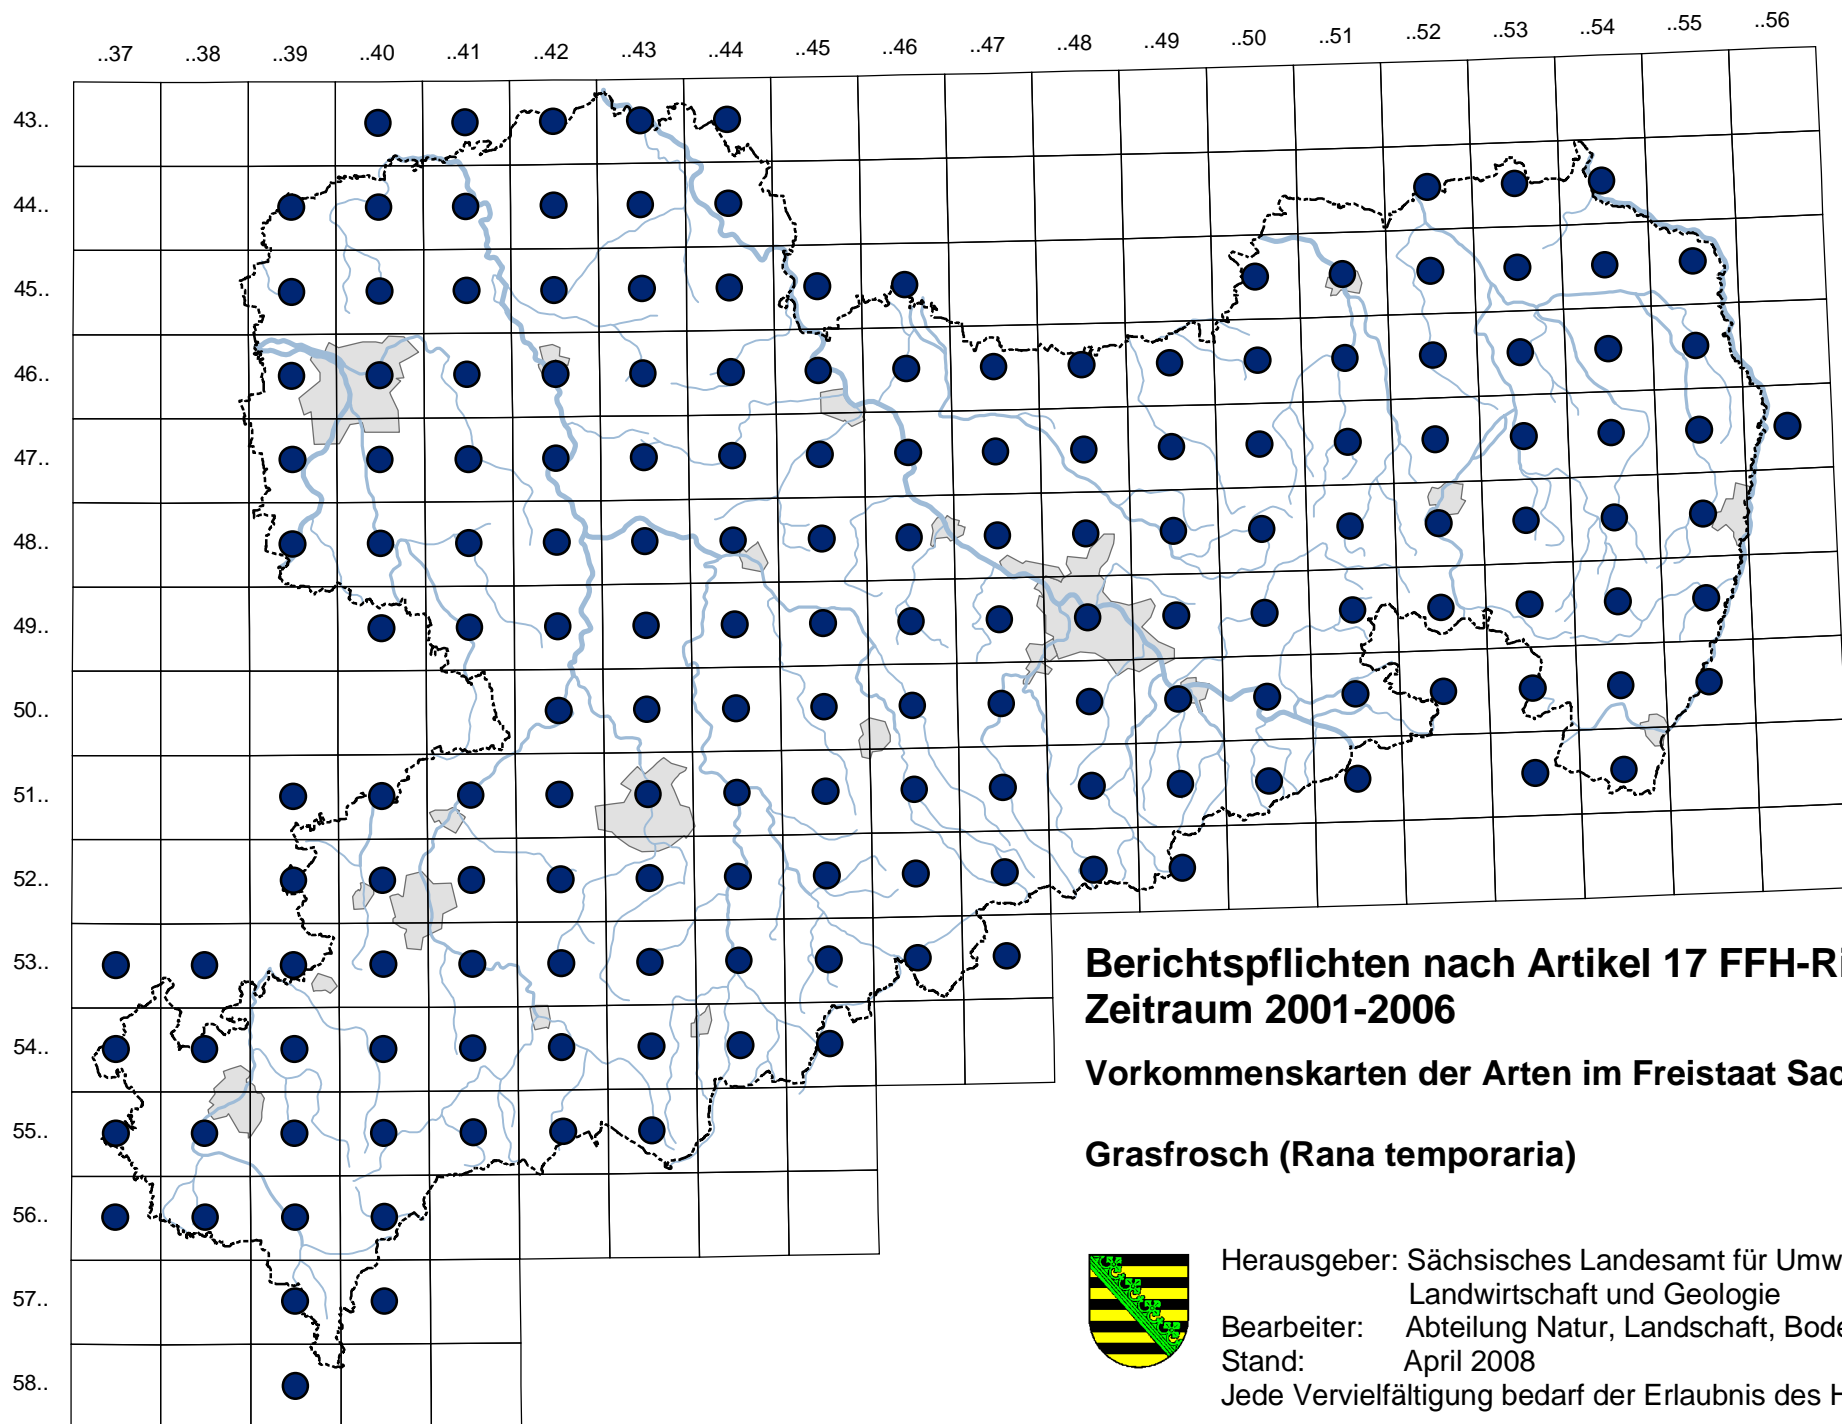 ..37 ..38 ..39 ..40 ..41 ..42 ..43 ..44 ..45 ..46 ..47 ..48 ..49 ..50 ..51 ..52 ..53 ..54 ..55 ..56
43..
44..
45..
46..
47..
48..
49..
50..
51..
52..
53..
54..
55..
56..
57..
58..
Berichtspflichten nach Artikel 17 FFH-Ri
Zeitraum 2001-2006
Vorkommenskarten der Arten im Freistaat Sac
Grasfrosch (Rana temporaria)
Herausgeber: Sächsisches Landesamt für Umw
Landwirtschaft und Geologie
Bearbeiter: Abteilung Natur, Landschaft, Bode
Stand: April 2008
Jede Vervielfältigung bedarf der Erlaubnis des H